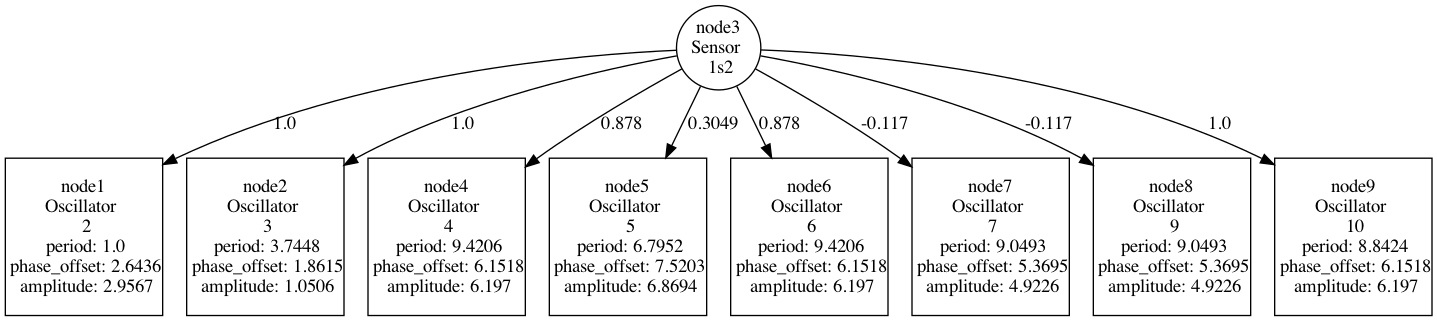 node3
Sensor
1s2
1.0
1.0
0.878
0.3049
0.878
-0.117
-0.117
1.0
node1
Oscillator
2
period: 1.0
phase_offset: 2.6436
amplitude: 2.9567
node2
Oscillator
3
period: 3.7448
phase_offset: 1.8615
amplitude: 1.0506
node4
Oscillator
4
period: 9.4206
phase_offset: 6.1518
amplitude: 6.197
node5
Oscillator
5
period: 6.7952
phase_offset: 7.5203
amplitude: 6.8694
node6
Oscillator
6
period: 9.4206
phase_offset: 6.1518
amplitude: 6.197
node7
Oscillator
7
period: 9.0493
phase_offset: 5.3695
amplitude: 4.9226
node8
Oscillator
9
period: 9.0493
phase_offset: 5.3695
amplitude: 4.9226
node9
Oscillator
10
period: 8.8424
phase_offset: 6.1518
amplitude: 6.197